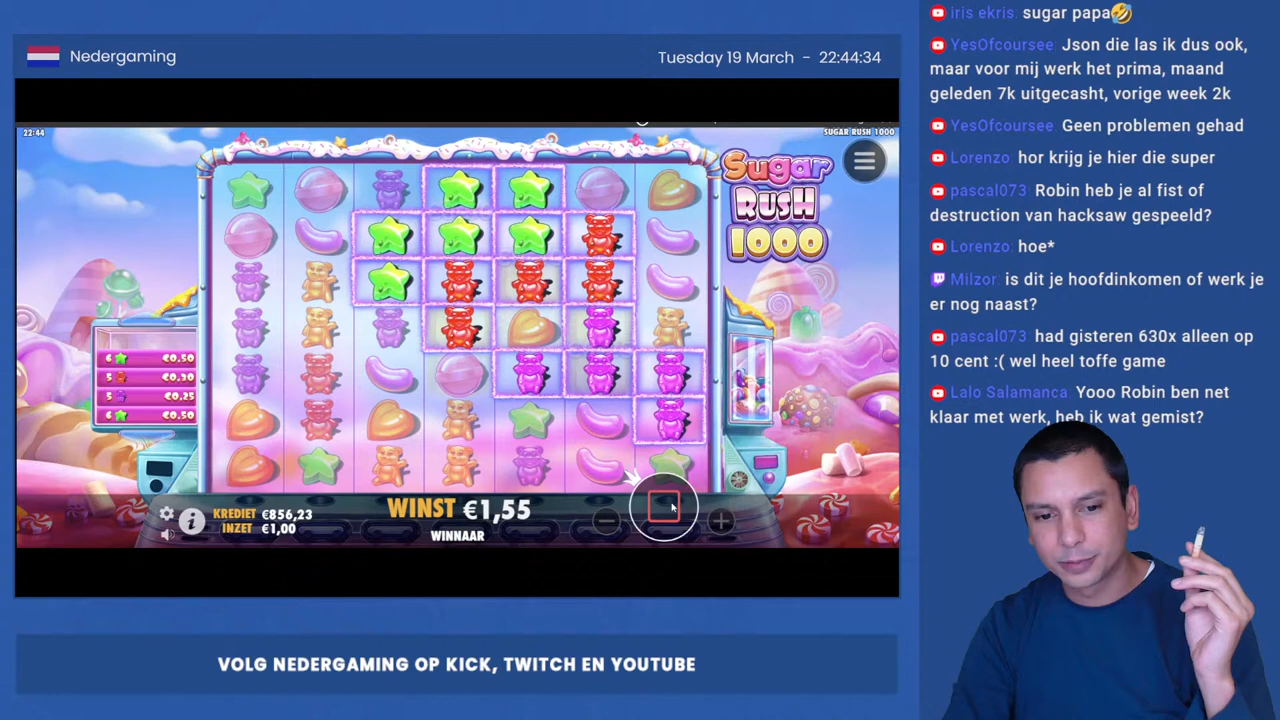 Nedergaming
Tuesday 19 March - 22:44:34
22:44
SUGAR RUSH 1000
Sugar
RUSH
1000
6 €0,50
5 €0,30
5 €0,25
6 €0,50
KREDIET €856,23
INZET €1,00
WINST €1,55
WINNAAR
VOLG NEDERGAMING OP KICK, TWITCH EN YOUTUBE
iris ekris: sugar papa🤣
YesOfcoursee: Json die las ik dus ook,
maar voor mij werk het prima, maand
geleden 7k uitgecasht, vorige week 2k
YesOfcoursee: Geen problemen gehad
Lorenzo: hor krijg je hier die super
pascal073: Robin heb je al fist of
destruction van hacksaw gespeeld?
Lorenzo: hoe*
Milzor: is dit je hoofdinkomen of werk je
er nog naast?
pascal073: had gisteren 630x alleen op
10 cent :( wel heel toffe game
Lalo Salamanca: Yooo Robin ben net
klaar met werk, heb ik wat gemist?